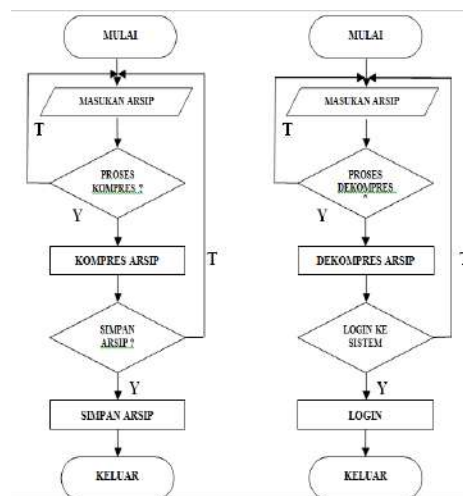 MULAI
MASUKAN ARSIP
T
PROSES
KOMPRES ?
Y
KOMPRES ARSIP
T
SIMPAN
ARSIP ?
Y
SIMPAN ARSIP
KELUAR
MULAI
MASUKAN ARSIP
T
PROSES
DEKOMPRES
Y
DEKOMPRES ARSIP
T
LOGIN KE
SISTEM
Y
LOGIN
KELUAR